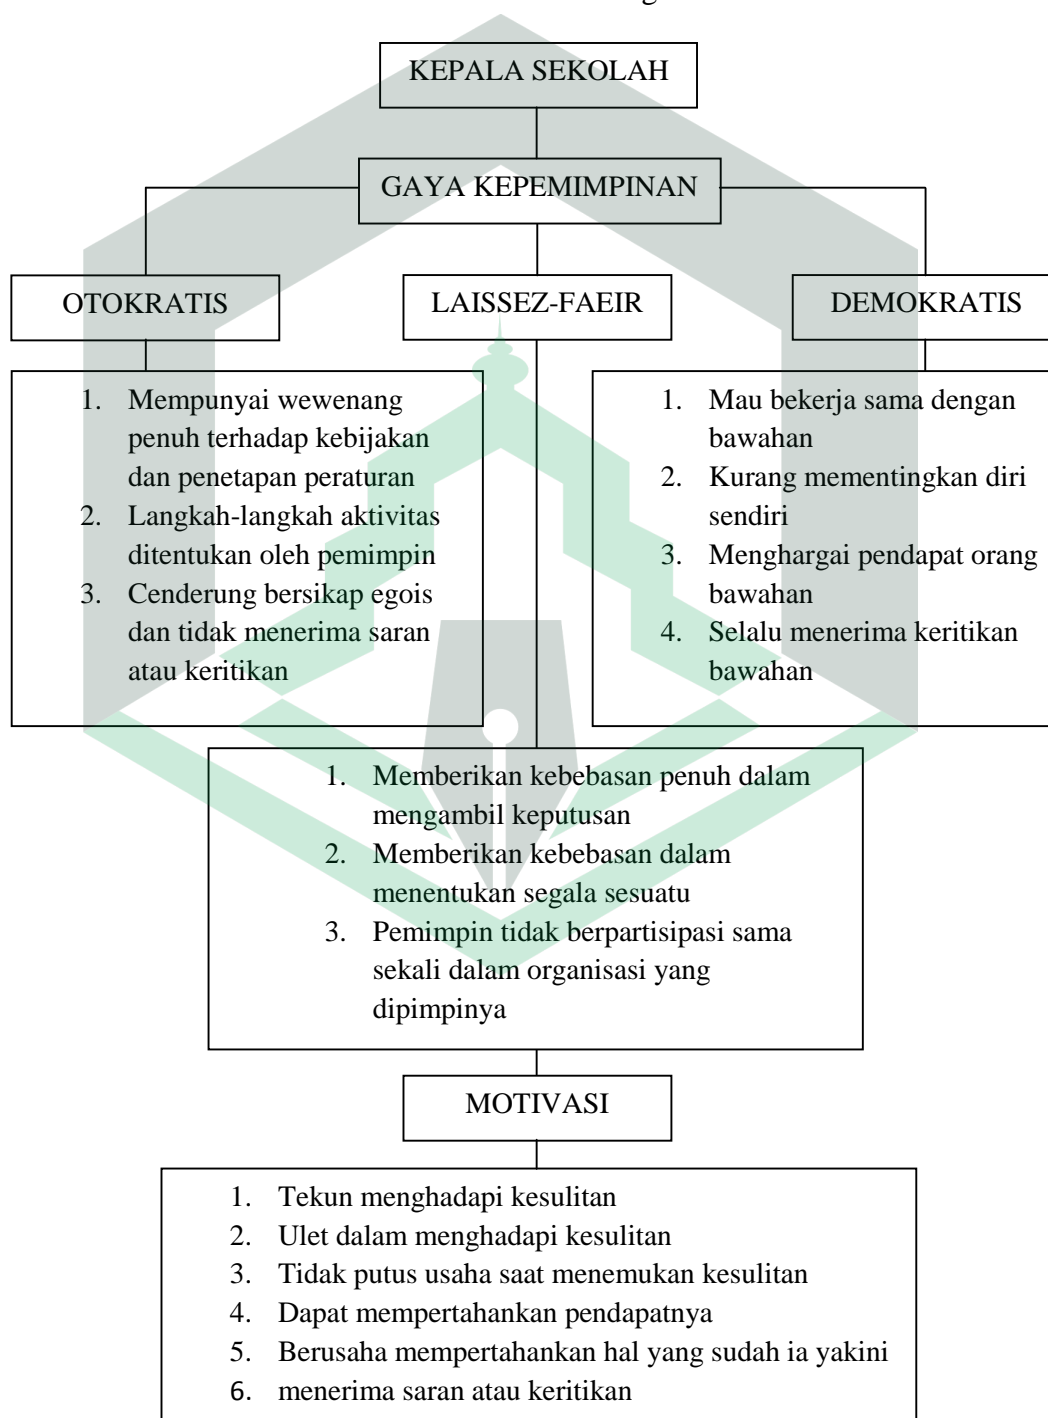 KEPALA SEKOLAH
GAYA KEPEMIMPINAN
OTOKRATIS
LAISSEZ-FAEIR
DEMOKRATIS
1. Mempunyai wewenang
penuh terhadap kebijakan
dan penetapan peraturan
2. Langkah-langkah aktivitas
ditentukan oleh pemimpin
3. Cenderung bersikap egois
dan tidak menerima saran
atau keritikan
1. Mau bekerja sama dengan
bawahan
2. Kurang mementingkan diri
sendiri
3. Menghargai pendapat orang
bawahan
4. Selalu menerima keritikan
bawahan
1. Memberikan kebebasan penuh dalam
mengambil keputusan
2. Memberikan kebebasan dalam
menentukan segala sesuatu
3. Pemimpin tidak berpartisipasi sama
sekali dalam organisasi yang
dipimpinya
MOTIVASI
1. Tekun menghadapi kesulitan
2. Ulet dalam menghadapi kesulitan
3. Tidak putus usaha saat menemukan kesulitan
4. Dapat mempertahankan pendapatnya
5. Berusaha mempertahankan hal yang sudah ia yakini
6. menerima saran atau keritikan